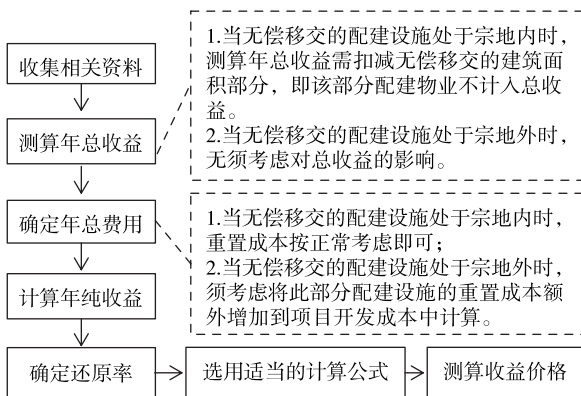 收集相关资料
测算年总收益
确定年总费用
计算年纯收益
确定还原率
选用适当的计算公式
测算收益价格
1.当无偿移交的配建设施处于宗地内时，
测算年总收益需扣减无偿移交的建筑面
积部分，即该部分配建物业不计入总收
益。
2.当无偿移交的配建设施处于宗地外时，
无须考虑对总收益的影响。
1.当无偿移交的配建设施处于宗地内时，
重置成本按正常考虑即可；
2.当无偿移交的配建设施处于宗地外时，
须考虑将此部分配建设施的重置成本额
外增加到项目开发成本中计算。